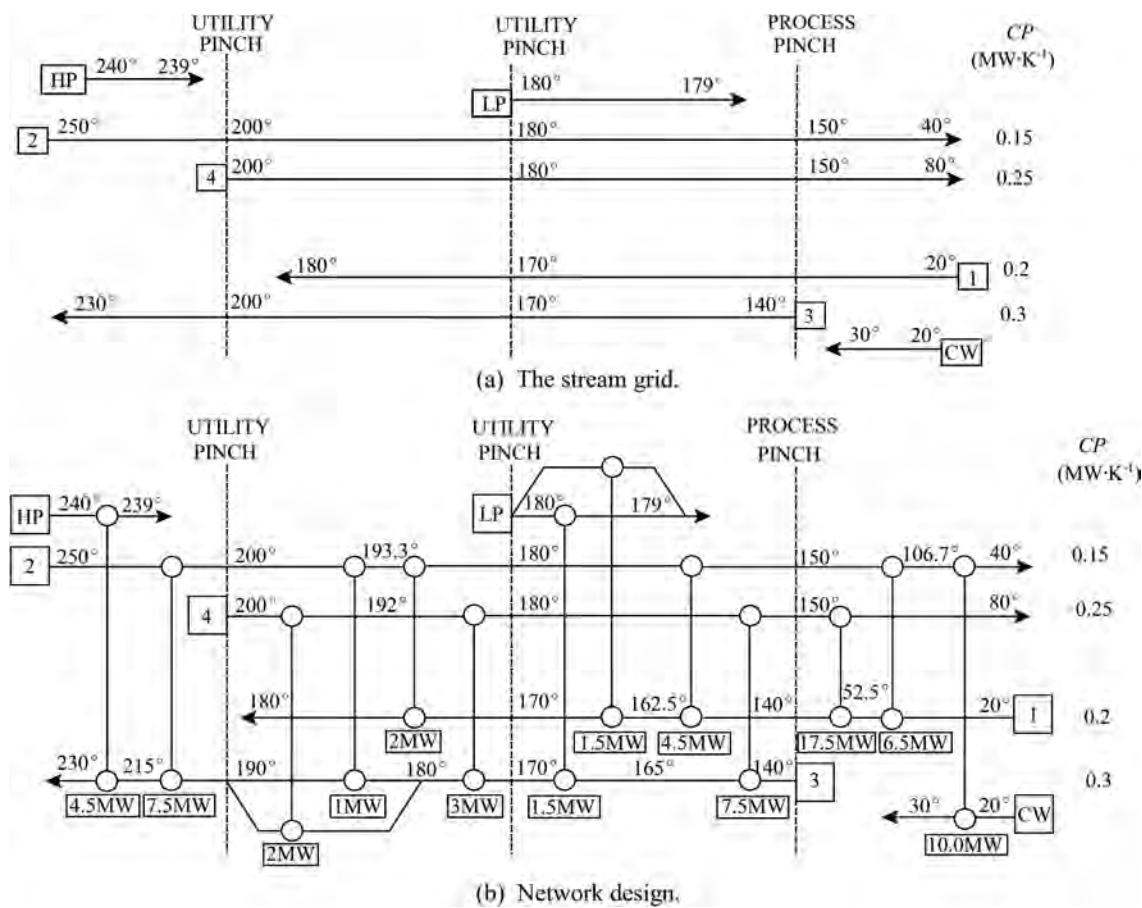 UTILITY PINCH UTILITY PINCH PROCESS PINCH CP (MW·K⁻¹)
HP 240° 239°
LP 180° 179°
2 250° 200° 180° 150° 40° 0.15
4 200° 180° 150° 80° 0.25
180° 170° 20° 1 0.2
230° 200° 170° 140° 3 0.3
30° 20° CW
(a) The stream grid.
UTILITY PINCH UTILITY PINCH PROCESS PINCH CP (MW·K⁻¹)
HP 240° 239°
LP 180° 179°
2 250° 200° 193.3° 180° 150° 106.7° 40° 0.15
4 200° 192° 180° 150° 80° 0.25
180° 170° 162.5° 140° 52.5° 20° 1 0.2
2MW 1.5MW 4.5MW 17.5MW 6.5MW
230° 215° 190° 180° 170° 165° 140° 3 0.3
4.5MW 7.5MW 1MW 3MW 1.5MW 7.5MW
30° 20° CW
2MW 10.0MW
(b) Network design.